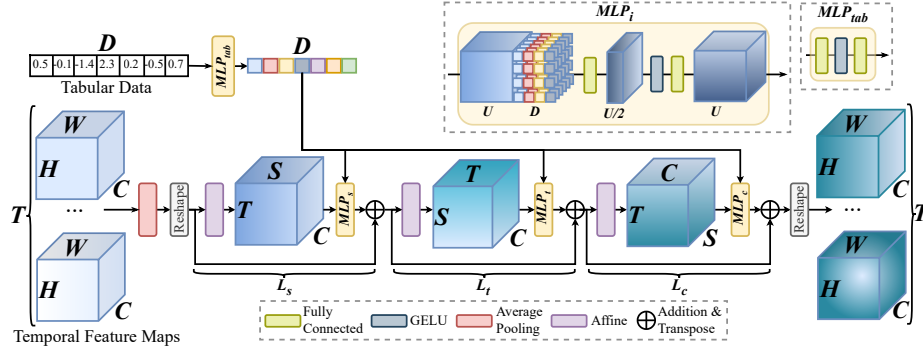 D
0.5 -0.1 -1.4 2.3 0.2 -0.5 0.7
Tabular Data
MLP_tab
D
MLP_i
U D U/2 U
MLP_tab
T
W
H
C
...
W
H
C
Temporal Feature Maps
Reshape
S
T
C
MLP_s
L_s
T
S
C
MLP_t
L_t
C
T
S
MLP_c
L_c
Reshape
W
H
C
...
W
H
C
T
Fully
Connected
GELU
Average
Pooling
Affine
Addition &
Transpose